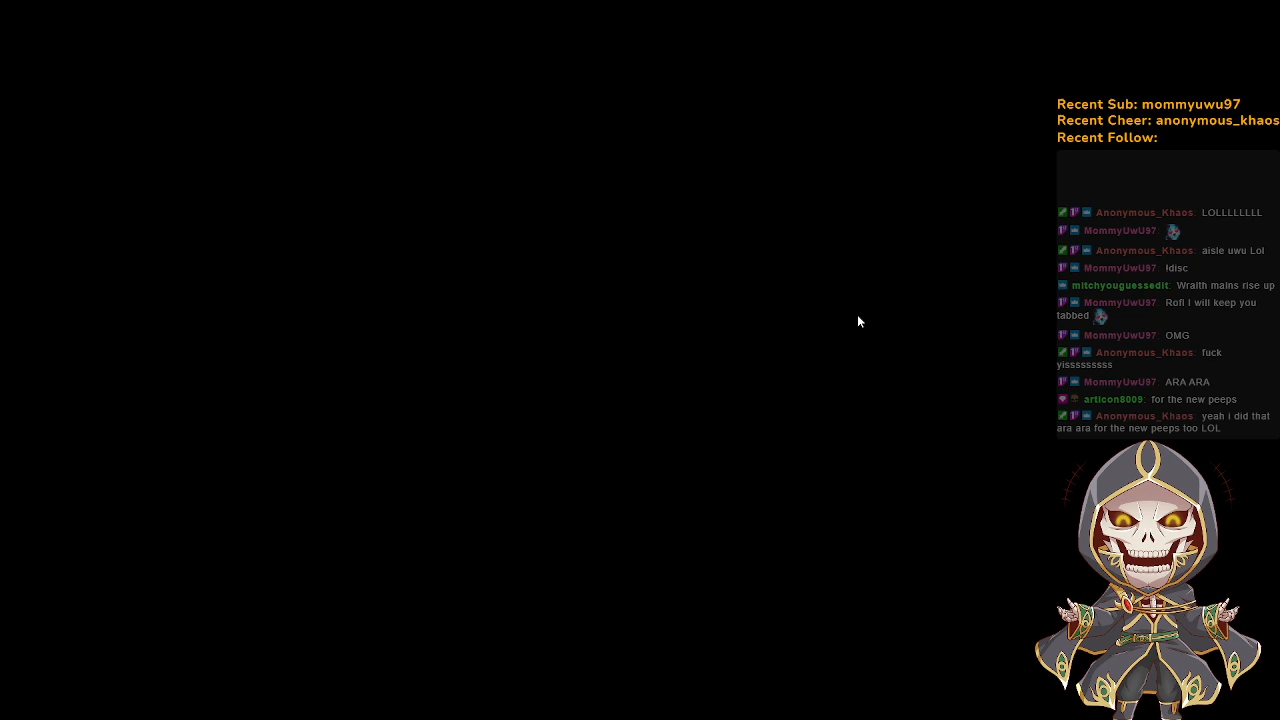 Recent Sub: mommyuwu97
Recent Cheer: anonymous_khaos
Recent Follow:
Anonymous_Khaos: LOLLLLLLLL
MommyUwU97:
Anonymous_Khaos: aisle uwu Lol
MommyUwU97: !disc
mitchyouguessedit: Wraith mains rise up
MommyUwU97: Rofl I will keep you
tabbed
MommyUwU97: OMG
Anonymous_Khaos: fuck
yisssssssss
MommyUwU97: ARA ARA
articon8009: for the new peeps
Anonymous_Khaos: yeah i did that
ara ara for the new peeps too LOL